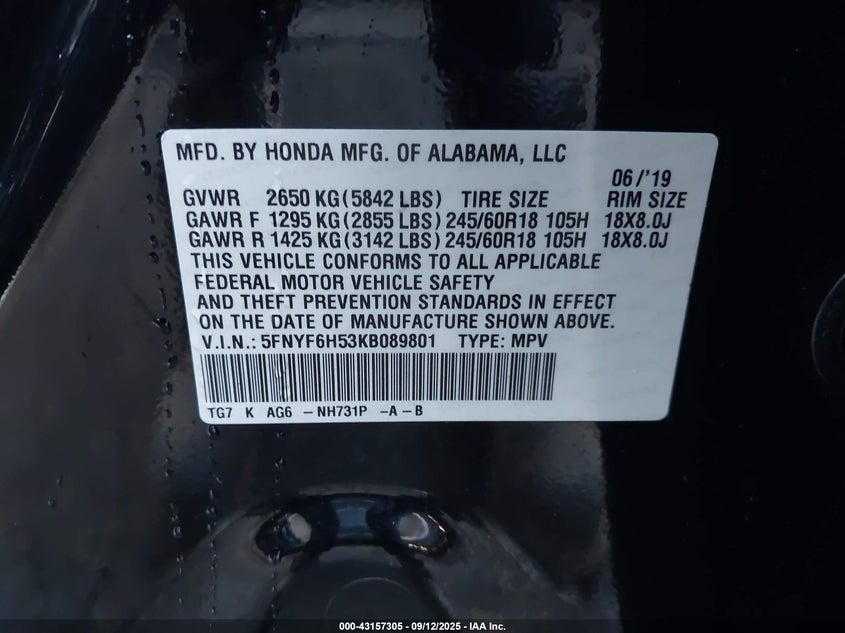 MFD. BY HONDA MFG. OF ALABAMA, LLC
06/'19
GVWR 2650 KG (5842 LBS) TIRE SIZE RIM SIZE
GAWR F 1295 KG (2855 LBS) 245/60R18 105H 18X8.0J
GAWR R 1425 KG (3142 LBS) 245/60R18 105H 18X8.0J
THIS VEHICLE CONFORMS TO ALL APPLICABLE
FEDERAL MOTOR VEHICLE SAFETY
AND THEFT PREVENTION STANDARDS IN EFFECT
ON THE DATE OF MANUFACTURE SHOWN ABOVE.
V.I.N.: 5FNYF6H53KB089801 TYPE: MPV
TG7 K AG6 - NH731P - A - B
000-43157305 - 09/12/2025 - IAA Inc.